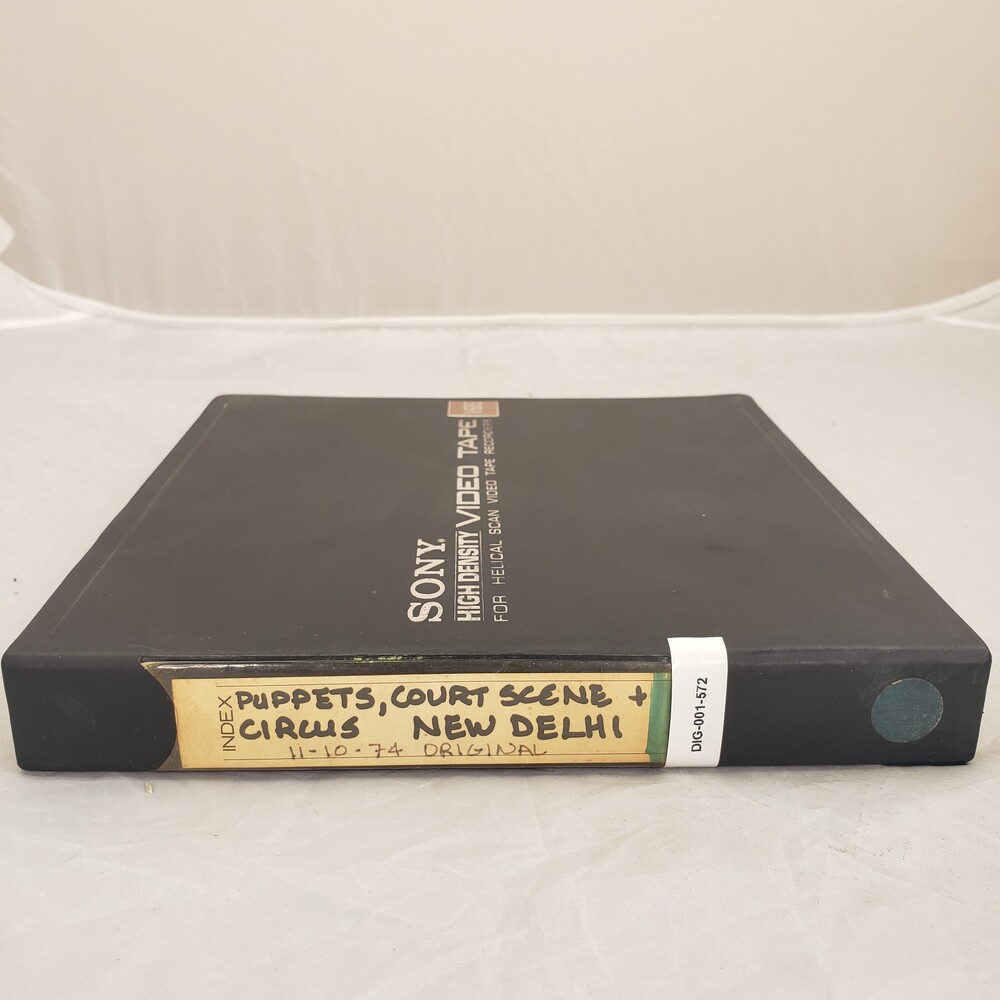 SONY.
HIGH DENSITY VIDEO TAPE
FOR HELICAL SCAN VIDEO TAPE RECORDERS
INDEX
PUPPETS, COURT SCENE +
CIRCUS NEW DELHI
11-10-74 ORIGINAL
DIG-001-572